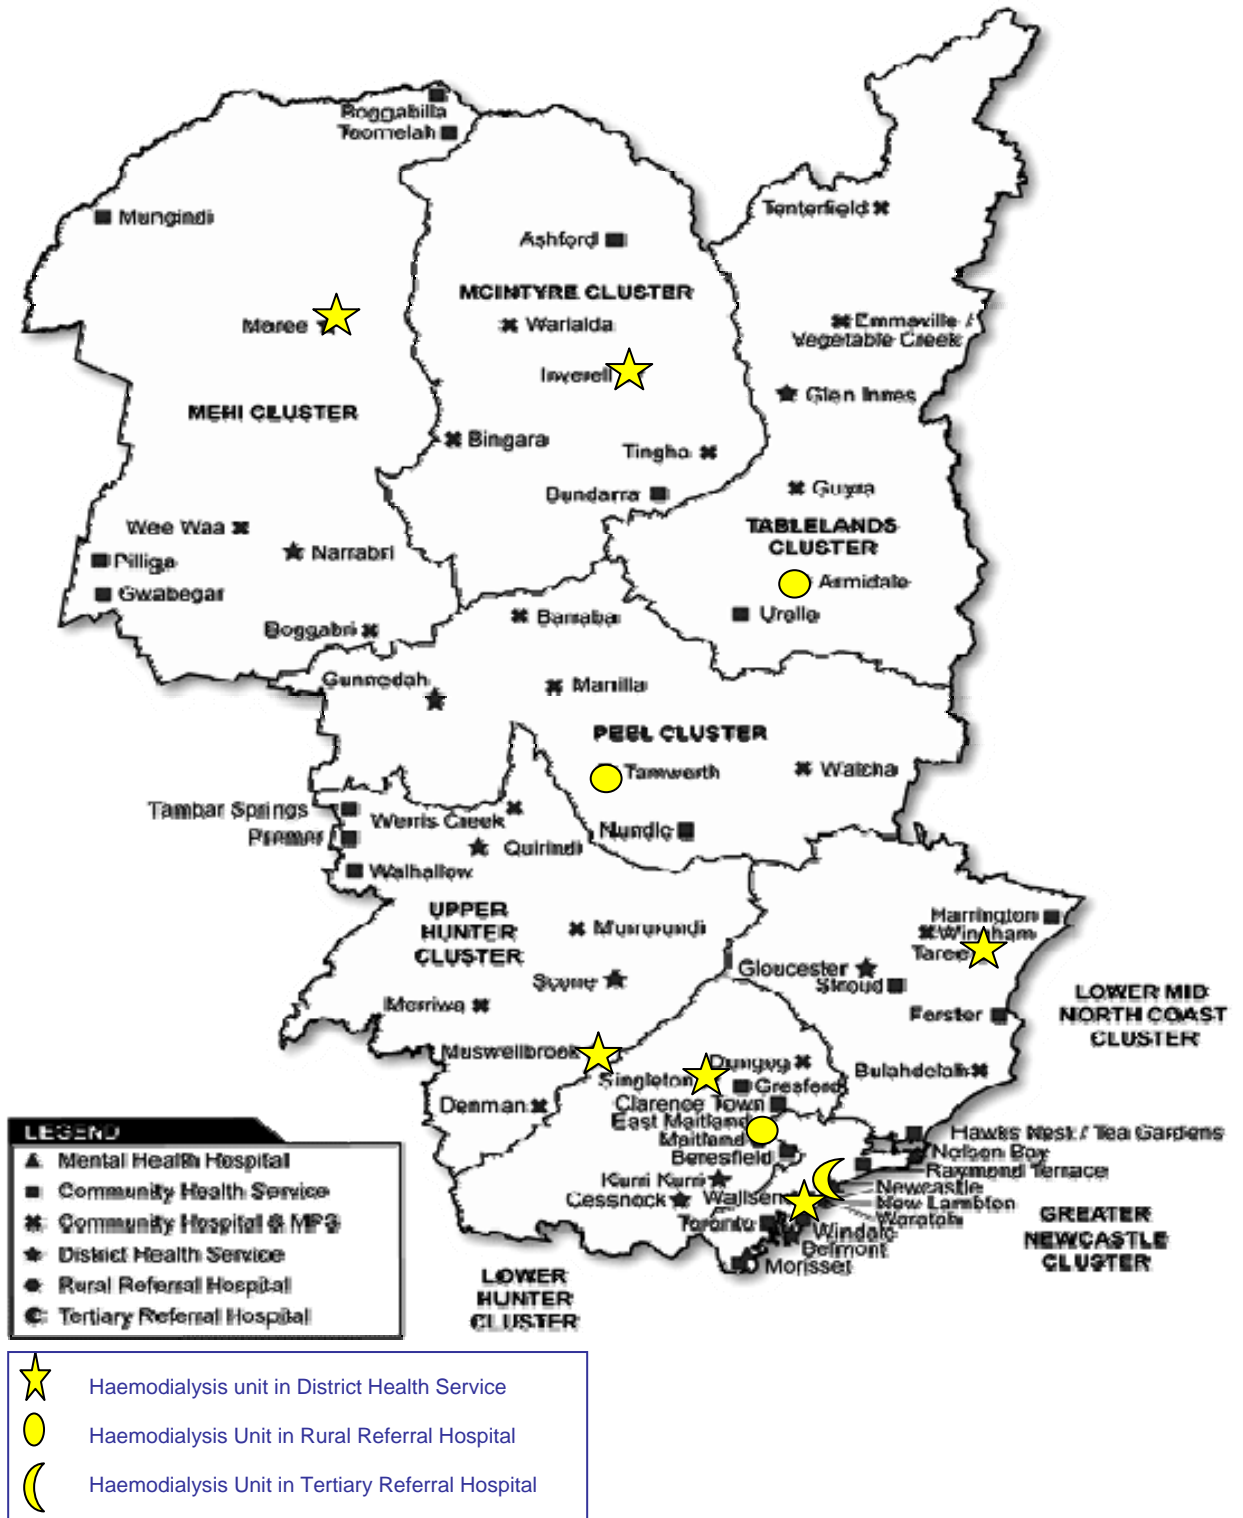 Boggabilla
Toomelah
Mungindi
Tenterfield
Ashford
MCINTYRE CLUSTER
Moree
Warialda
Emmaville /
Vegetable Creek
Inverell
Glen Innes
MEHI CLUSTER
Bingara
Tingha
Bundarra
Guyra
Wee Waa
TABLELANDS
CLUSTER
Narrabri
Pilliga
Gwabegar
Armidale
Uralla
Barraba
Boggabri
Gunnedah
Manilla
PEEL CLUSTER
Tamworth
Walcha
Tambar Springs
Werris Creek
Premer
Nundle
Quirindi
Walhallow
UPPER
HUNTER
CLUSTER
Murrurundi
Harrington
Wingham
Taree
Gloucester
Stroud
Scone
Merriwa
Forster
LOWER MID
NORTH COAST
CLUSTER
Muswellbrook
Dungog
Bulahdelah
Singleton
Gresford
Denman
Clarence Town
East Maitland
Maitland
Beresfield
Hawks Nest / Tea Gardens
Nelson Bay
Raymond Terrace
Kurri Kurri
Newcastle
Cessnock
Wallsen
New Lambton
Waratah
Toronto
Windale
Belmont
Morisset
GREATER
NEWCASTLE
CLUSTER
LOWER
HUNTER
CLUSTER
LEGEND
Mental Health Hospital
Community Health Service
Community Hospital & MPS
District Health Service
Rural Referral Hospital
Tertiary Referral Hospital
Haemodialysis unit in District Health Service
Haemodialysis Unit in Rural Referral Hospital
Haemodialysis Unit in Tertiary Referral Hospital